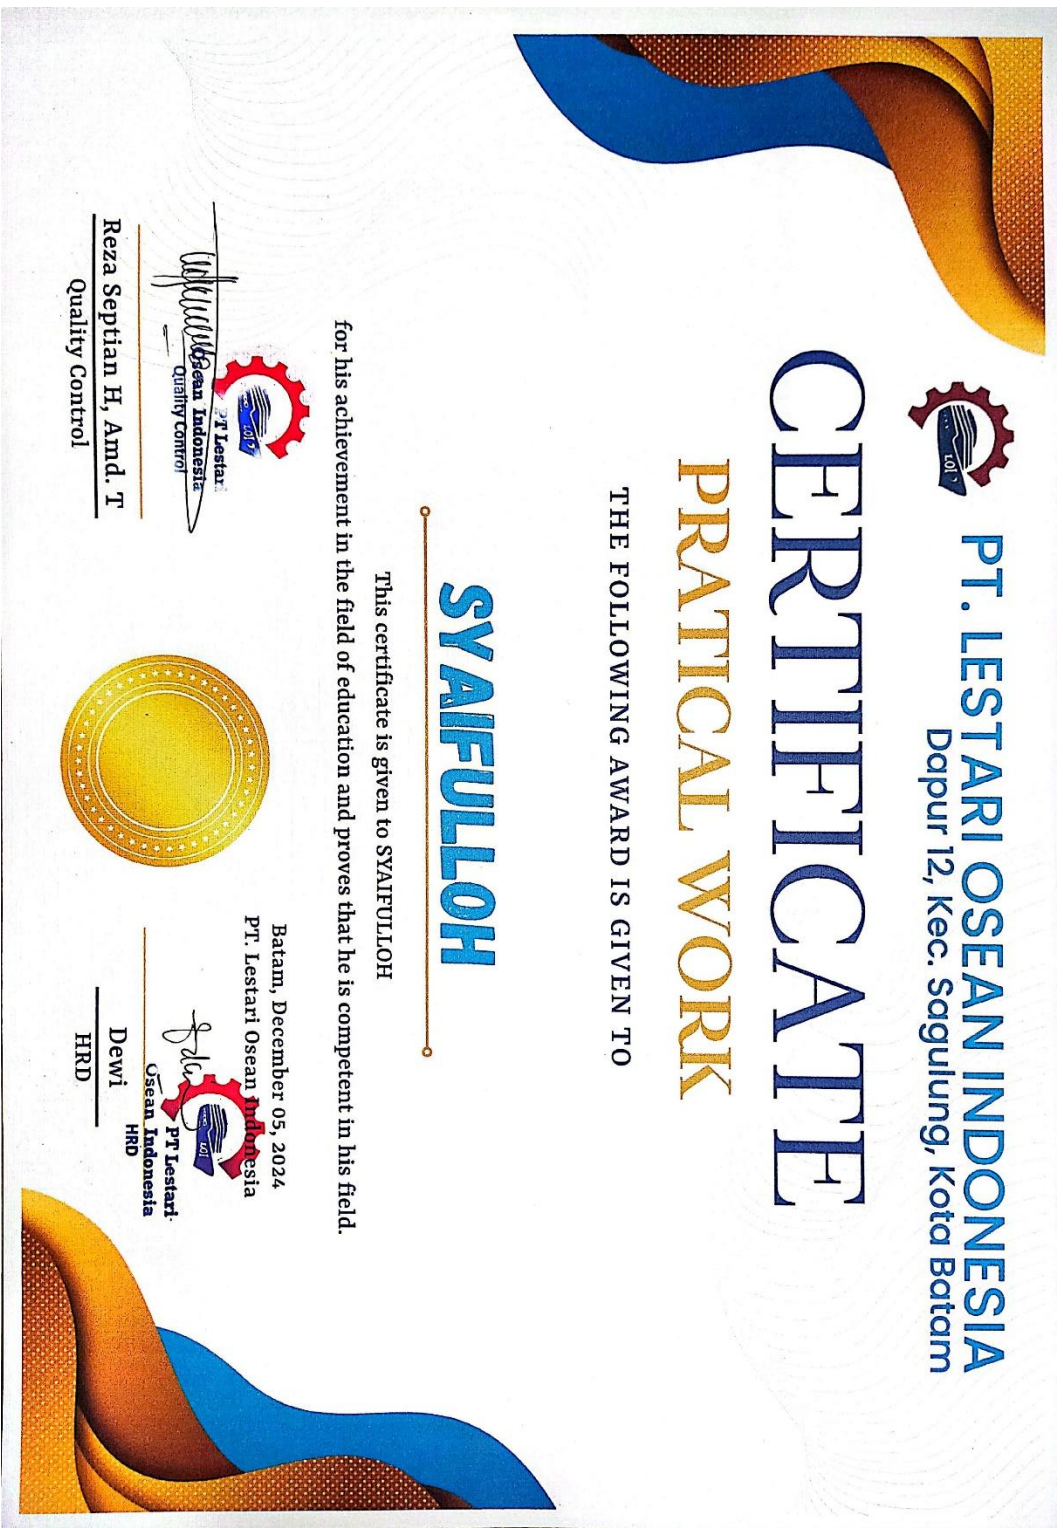 PT. LESTARI OSEAN INDONESIA
Dapur 12, Kec. Sagulung, Kota Batam
LOI
CERTIFICATE
PRATICAL WORK
THE FOLLOWING AWARD IS GIVEN TO
SYAIFULLOH
This certificate is given to SYAIFULLOH
for his achievement in the field of education and proves that he is competent in his field.
LOI
PT Lestari
Osean Indonesia
Quality Control
Reza Septian H, Amd. T
Quality Control
Batam, December 05, 2024
PT. Lestari Osean Indonesia
LOI
PT Lestari
Osean Indonesia
HRD
Dewi
HRD